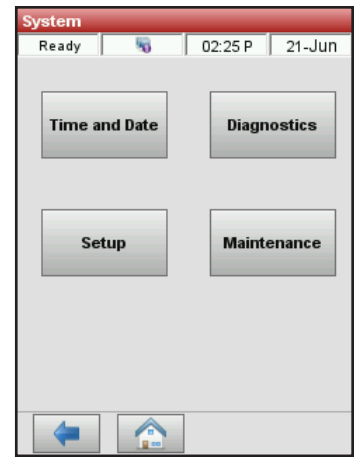 System
Ready 02:25 P 21-Jun
Time and Date Diagnostics
Setup Maintenance